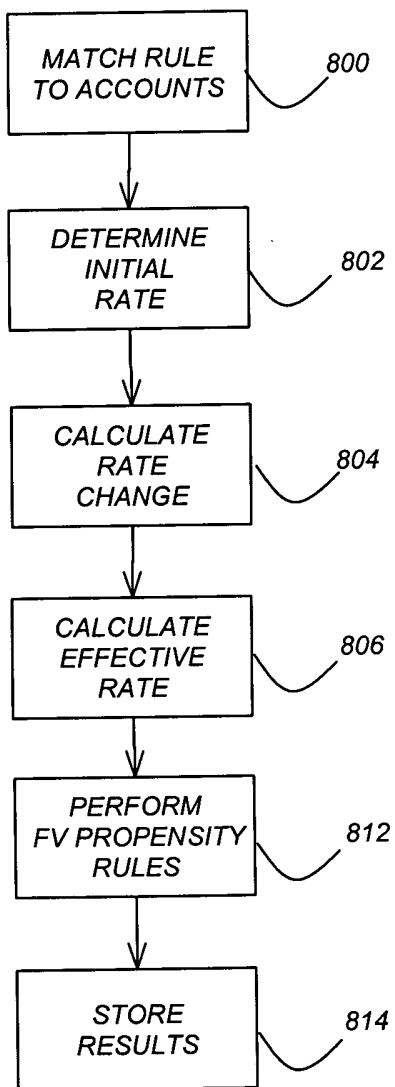 MATCH RULE
TO ACCOUNTS
800
DETERMINE
INITIAL
RATE
802
CALCULATE
RATE
CHANGE
804
CALCULATE
EFFECTIVE
RATE
806
PERFORM
FV PROPENSITY
RULES
812
STORE
RESULTS
814